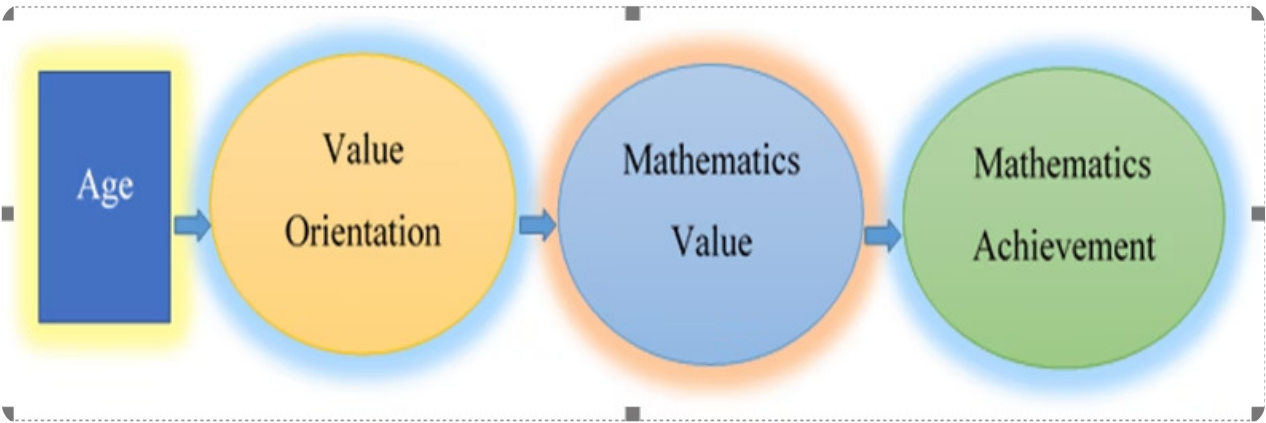 Age
Value
Orientation
Mathematics
Value
Mathematics
Achievement